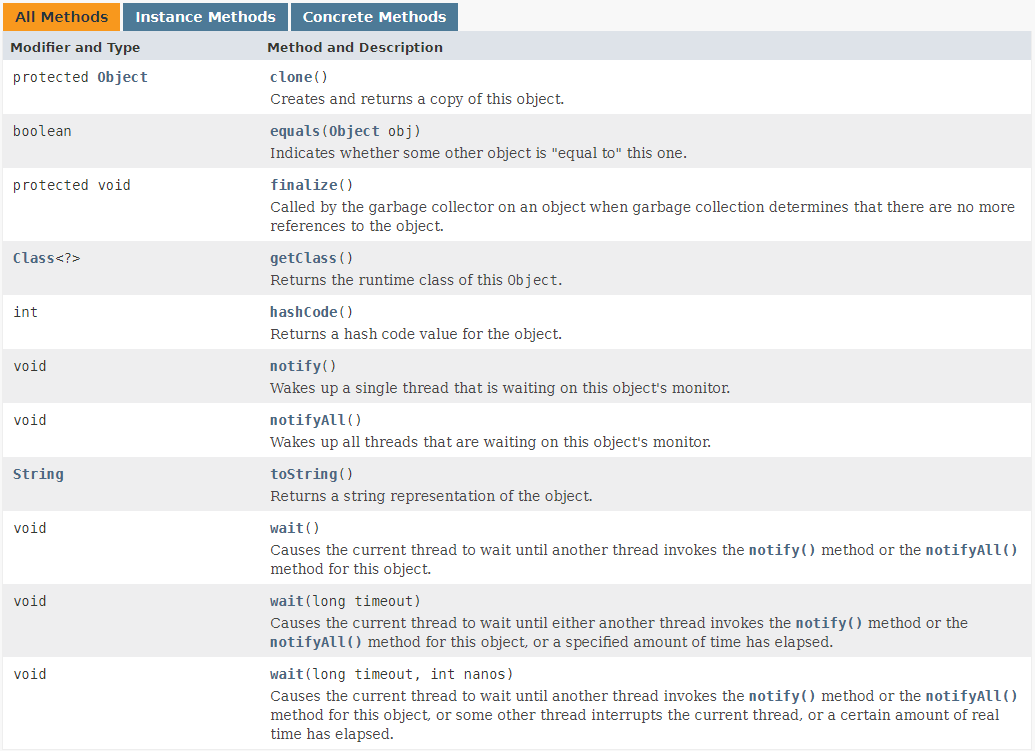 All Methods Instance Methods Concrete Methods
Modifier and Type Method and Description
protected Object clone()
Creates and returns a copy of this object.
boolean equals(Object obj)
Indicates whether some other object is "equal to" this one.
protected void finalize()
Called by the garbage collector on an object when garbage collection determines that there are no more
references to the object.
Class<?> getClass()
Returns the runtime class of this Object.
int hashCode()
Returns a hash code value for the object.
void notify()
Wakes up a single thread that is waiting on this object's monitor.
void notifyAll()
Wakes up all threads that are waiting on this object's monitor.
String toString()
Returns a string representation of the object.
void wait()
Causes the current thread to wait until another thread invokes the notify() method or the notifyAll()
method for this object.
void wait(long timeout)
Causes the current thread to wait until either another thread invokes the notify() method or the
notifyAll() method for this object, or a specified amount of time has elapsed.
void wait(long timeout, int nanos)
Causes the current thread to wait until another thread invokes the notify() method or the notifyAll()
method for this object, or some other thread interrupts the current thread, or a certain amount of real
time has elapsed.